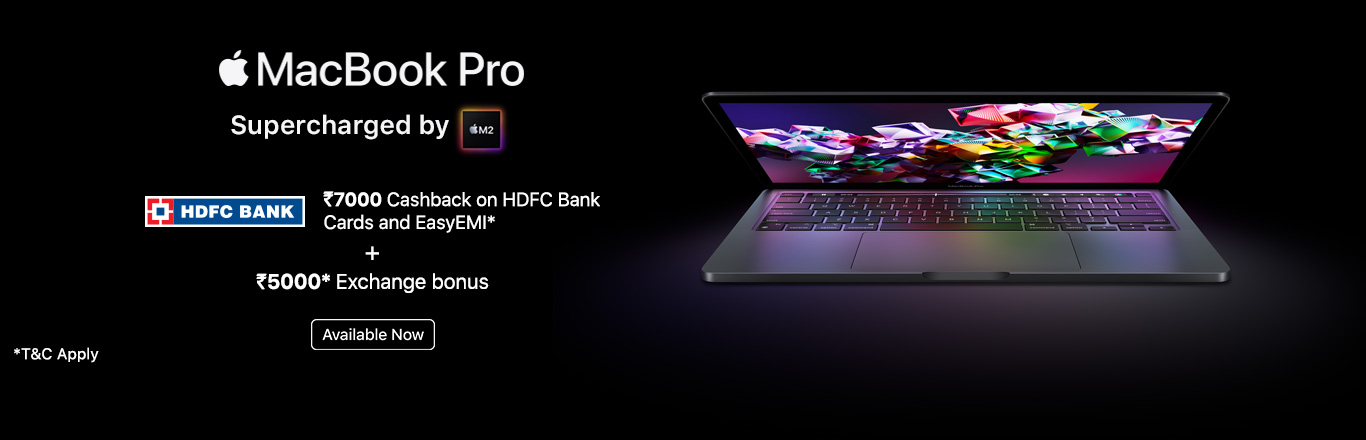 MacBook Pro
Supercharged by M2
HDFC BANK
₹7000 Cashback on HDFC Bank
Cards and EasyEMI*
+
₹5000* Exchange bonus
Available Now
*T&C Apply